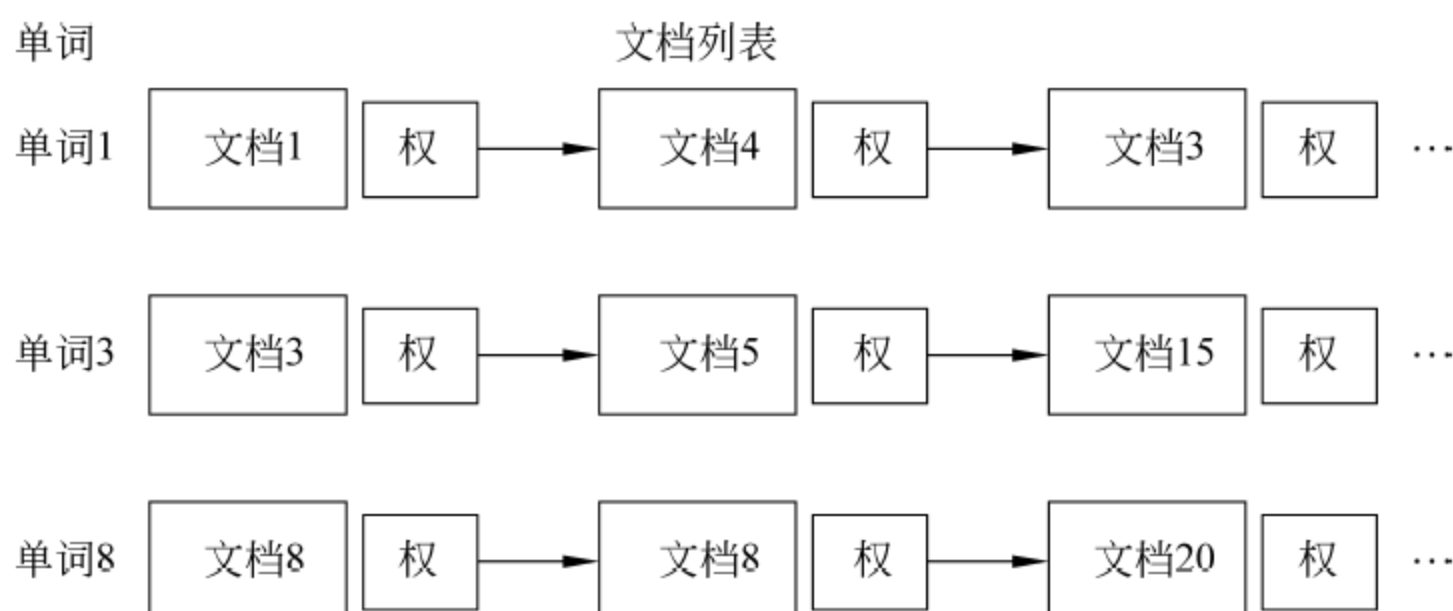 单词 文档列表
单词1 文档1 权 文档4 权 文档3 权 …
单词3 文档3 权 文档5 权 文档15 权 …
单词8 文档8 权 文档8 权 文档20 权 …